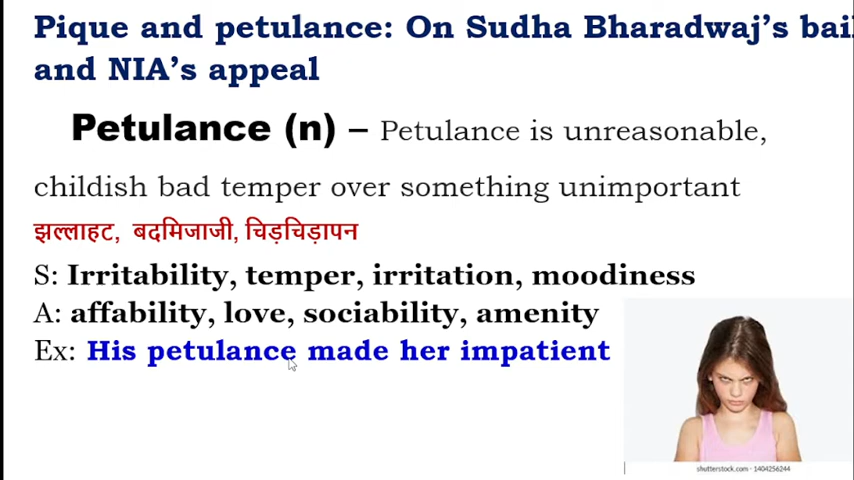 Pique and petulance: On Sudha Bharadwaj's bail
and NIA's appeal
Petulance (n) – Petulance is unreasonable,
childish bad temper over something unimportant
झल्लाहट, बदमिजाजी, चिड़चिड़ापन
S: Irritability, temper, irritation, moodiness
A: affability, love, sociability, amenity
Ex: His petulance made her impatient
shutterstock.com · 1404256244